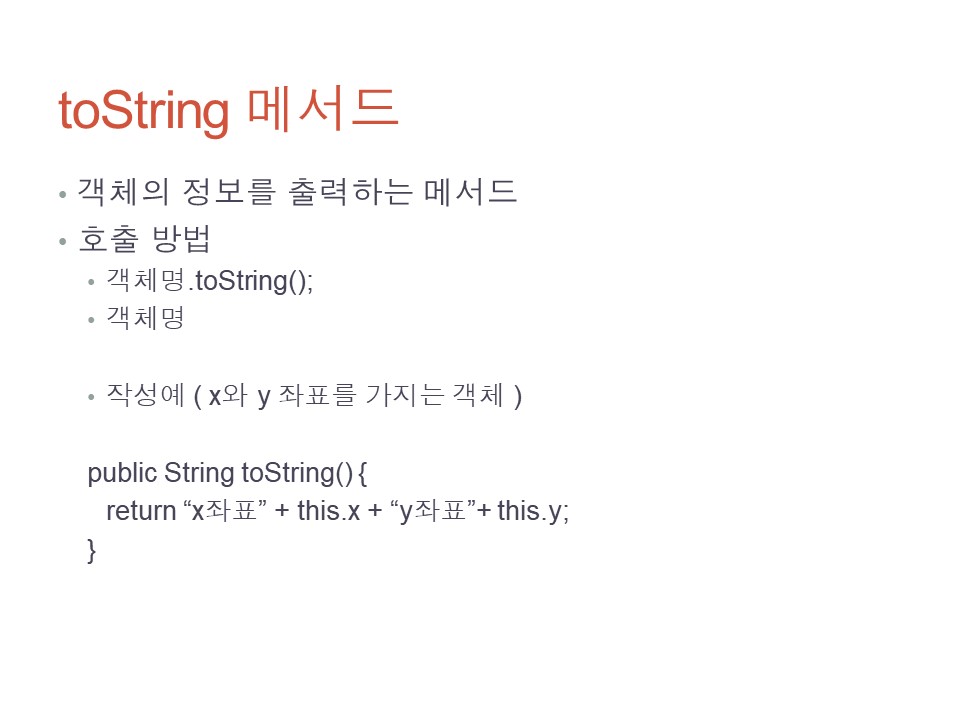 toString 메서드
• 객체의 정보를 출력하는 메서드
• 호출 방법
• 객체명.toString();
• 객체명
• 작성예 ( x와 y 좌표를 가지는 객체 )
public String toString() {
return “x좌표” + this.x + “y좌표”+ this.y;
}